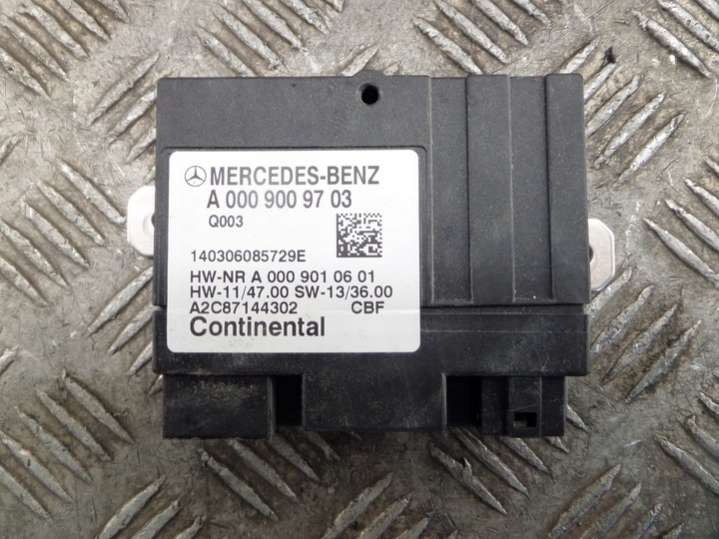 MERCEDES-BENZ
A 000 900 97 03
Q003
140306085729E
HW-NR A 000 901 06 01
HW-11/47.00 SW-13/36.00
A2C87144302 CBF
Continental